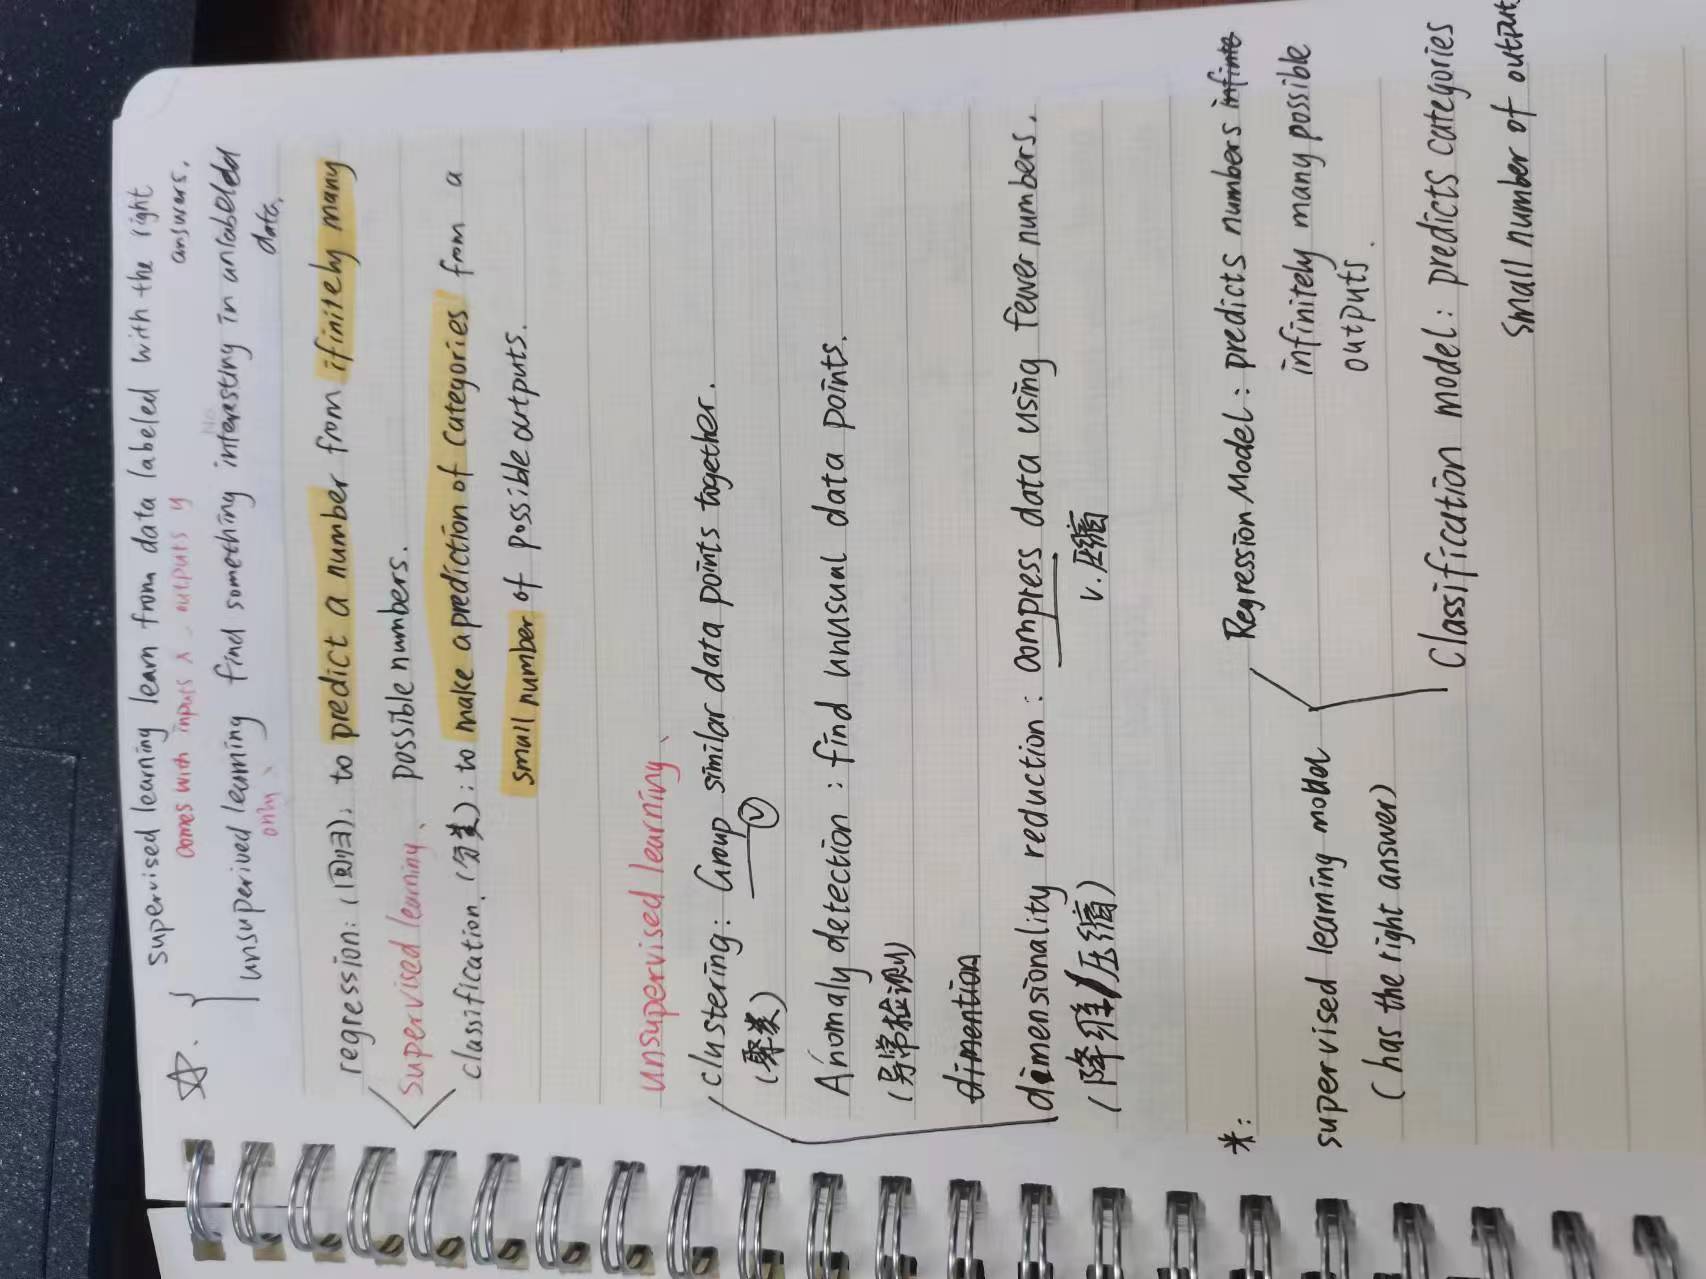 ☆. supervised learning learn from data labeled with the right
answers.
comes with inputs x - outputs y
unsuperived learning find something interesting in unlabeled
data.
only、
regression: (回归). to predict a number from ifinitely many
possible numbers.
supervised learning、
classification. (分类): to make a prediction of categories from a
small number of possible outputs.
unsupervised learning、
clustering: Group similar data points together.
(聚类)
v
Anomaly detection: find unusual data points.
(异常检测)
dimention
dimensionality reduction: compress data using fewer numbers.
(降维/压缩)
v.压缩
*:
Regression Model: predicts numbers infinite
infinitely many possible
outputs.
supervised learning model
(has the right answer)
Classification model: predicts categories
small number of output